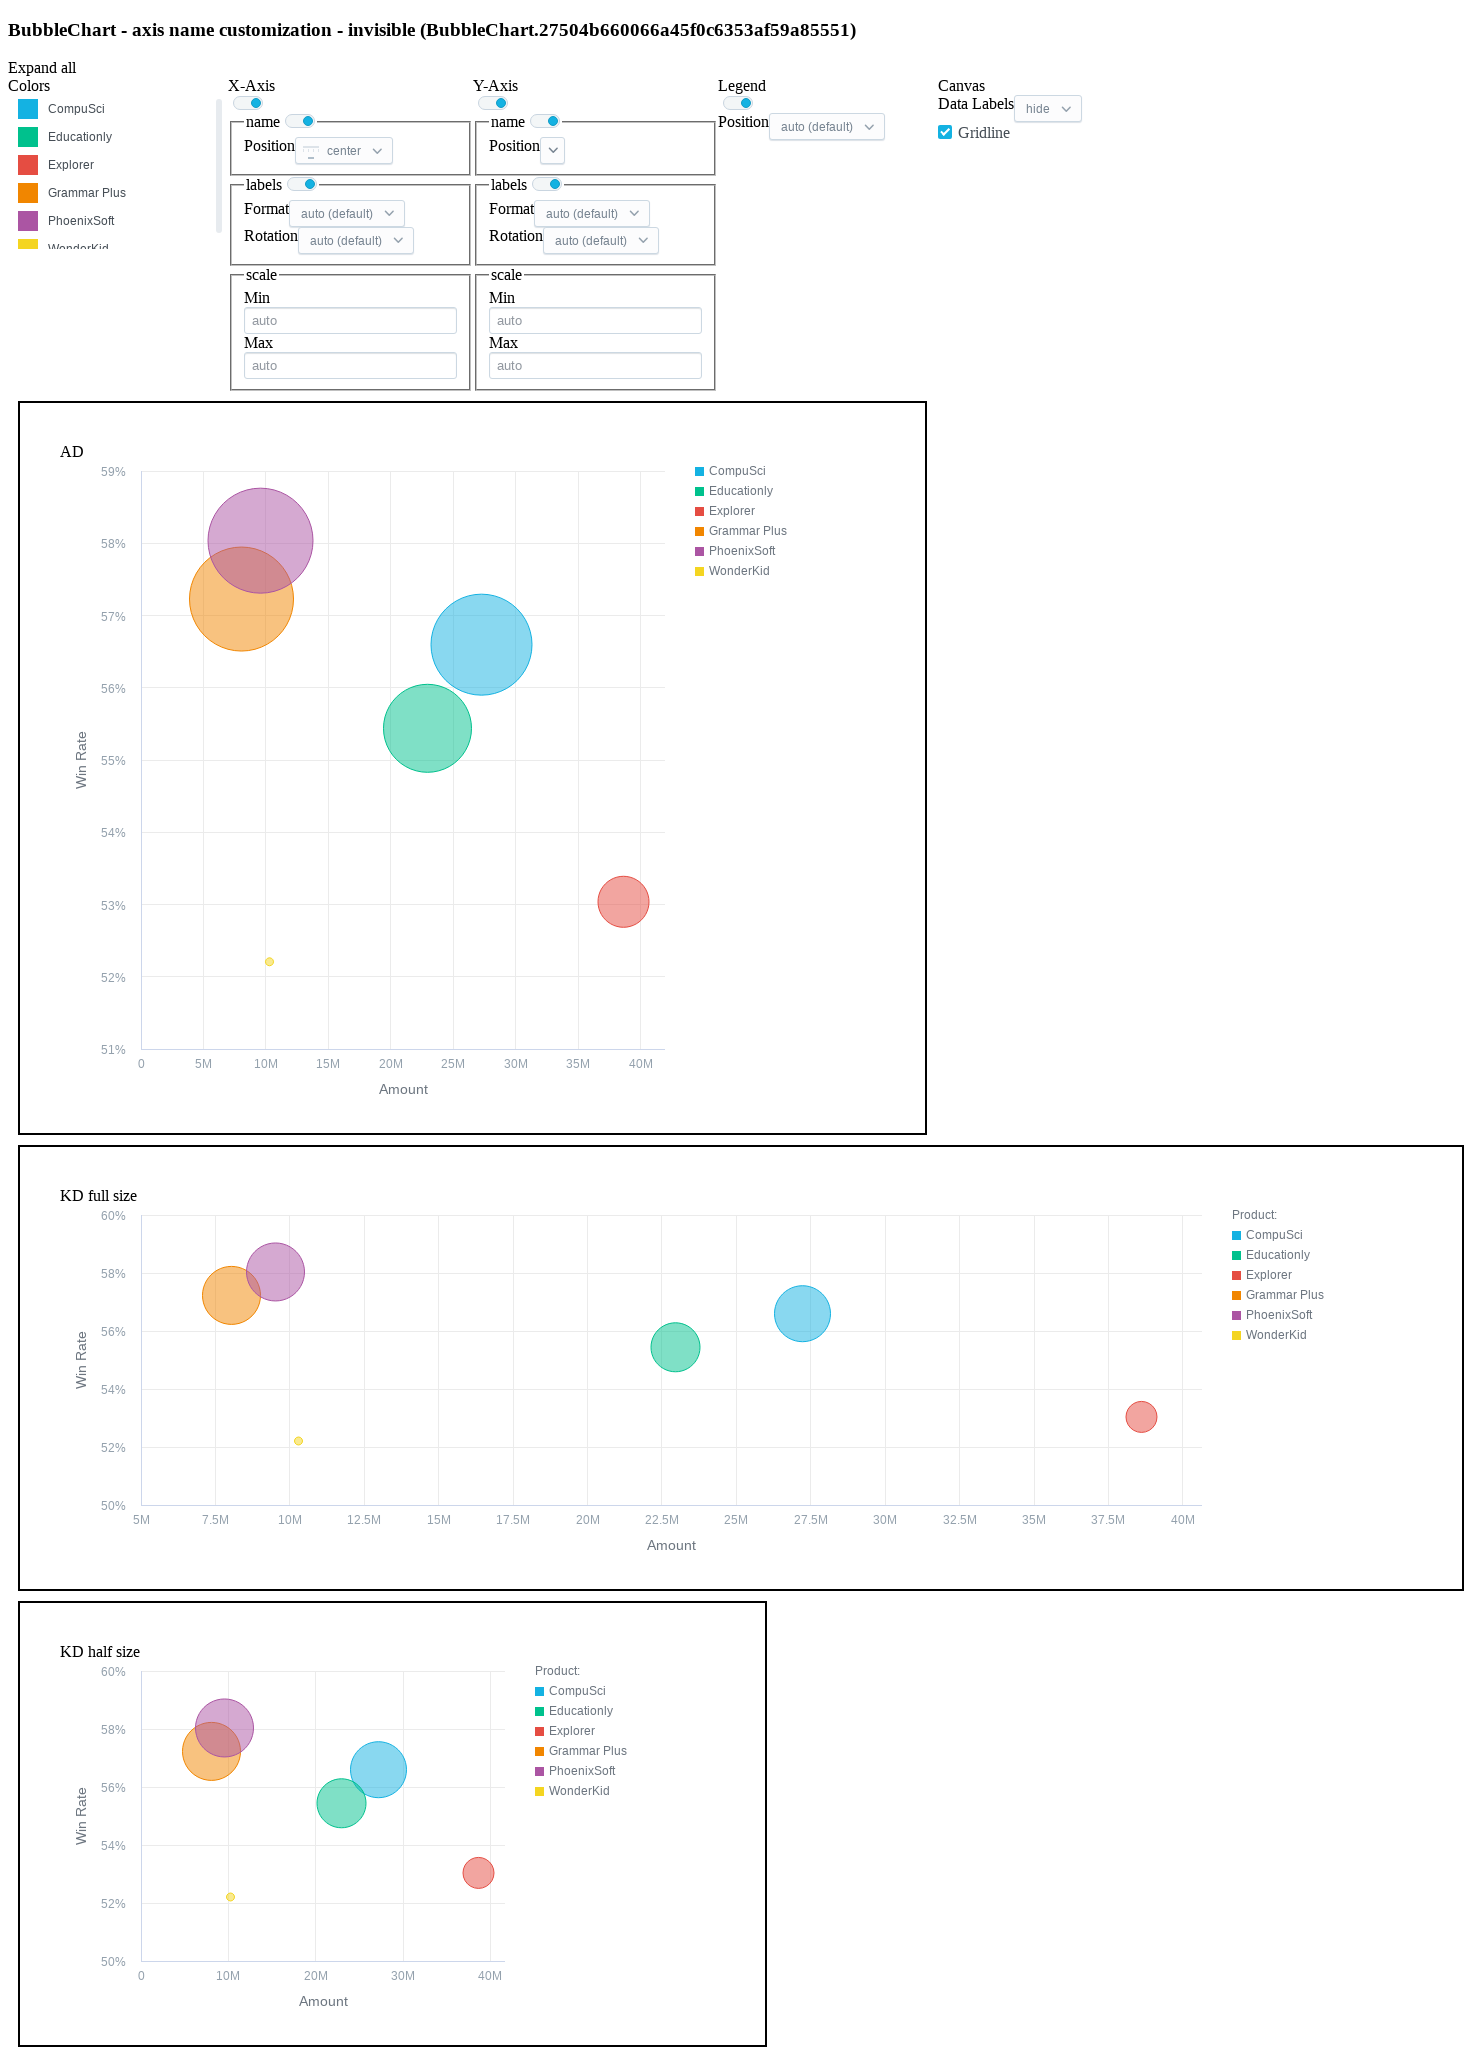 BubbleChart - axis name customization - invisible (BubbleChart.27504b660066a45f0c6353af59a85551)
Expand all
Colors
CompuSci
Educationly
Explorer
Grammar Plus
PhoenixSoft
WonderKid
X-Axis
name
Position center
labels
Format auto (default)
Rotation auto (default)
scale
Min
auto
Max
auto
Y-Axis
name
Position
labels
Format auto (default)
Rotation auto (default)
scale
Min
auto
Max
auto
Legend
Position auto (default)
Canvas
Data Labels hide
Gridline
AD
59%
58%
57%
56%
55%
54%
53%
52%
51%
Win Rate
0 5M 10M 15M 20M 25M 30M 35M 40M
Amount
CompuSci
Educationly
Explorer
Grammar Plus
PhoenixSoft
WonderKid
KD full size
60%
58%
56%
54%
52%
50%
Win Rate
5M 7.5M 10M 12.5M 15M 17.5M 20M 22.5M 25M 27.5M 30M 32.5M 35M 37.5M 40M
Amount
Product:
CompuSci
Educationly
Explorer
Grammar Plus
PhoenixSoft
WonderKid
KD half size
60%
58%
56%
54%
52%
50%
Win Rate
0 10M 20M 30M 40M
Amount
Product:
CompuSci
Educationly
Explorer
Grammar Plus
PhoenixSoft
WonderKid